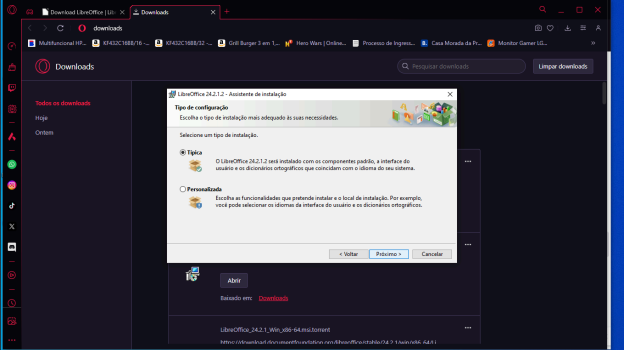 Download LibreOffice | Lib
Downloads
downloads
Multifuncional HP...
KF432C16BB/16 -...
KF432C16BB/32 -...
Grill Burger 3 em 1,...
Hero Wars | Online...
Processo de Ingress...
Casa Morada da Pr...
Monitor Gamer LG...
Downloads
Pesquisar downloads
Limpar downloads
Todos os downloads
Hoje
Ontem
LibreOffice 24.2.1.2 - Assistente de instalação
Tipo de configuração
Escolha o tipo de instalação mais adequado às suas necessidades.
Selecione um tipo de instalação.
Típica
O LibreOffice 24.2.1.2 será instalado com os componentes padrão, a interface do
usuário e os dicionários ortográficos que coincidam com o idioma do seu sistema.
Personalizada
Escolha as funcionalidades que pretende instalar e o local de instalação. Por exemplo,
você pode selecionar os idiomas da interface do usuário e os dicionários ortográficos.
< Voltar
Próximo >
Cancelar
Abrir
Baixado em: Downloads
LibreOffice_24.2.1_Win_x86-64.msi.torrent
https://download.documentfoundation.org/libreoffice/stable/24.2.1/win/x86_64/Li